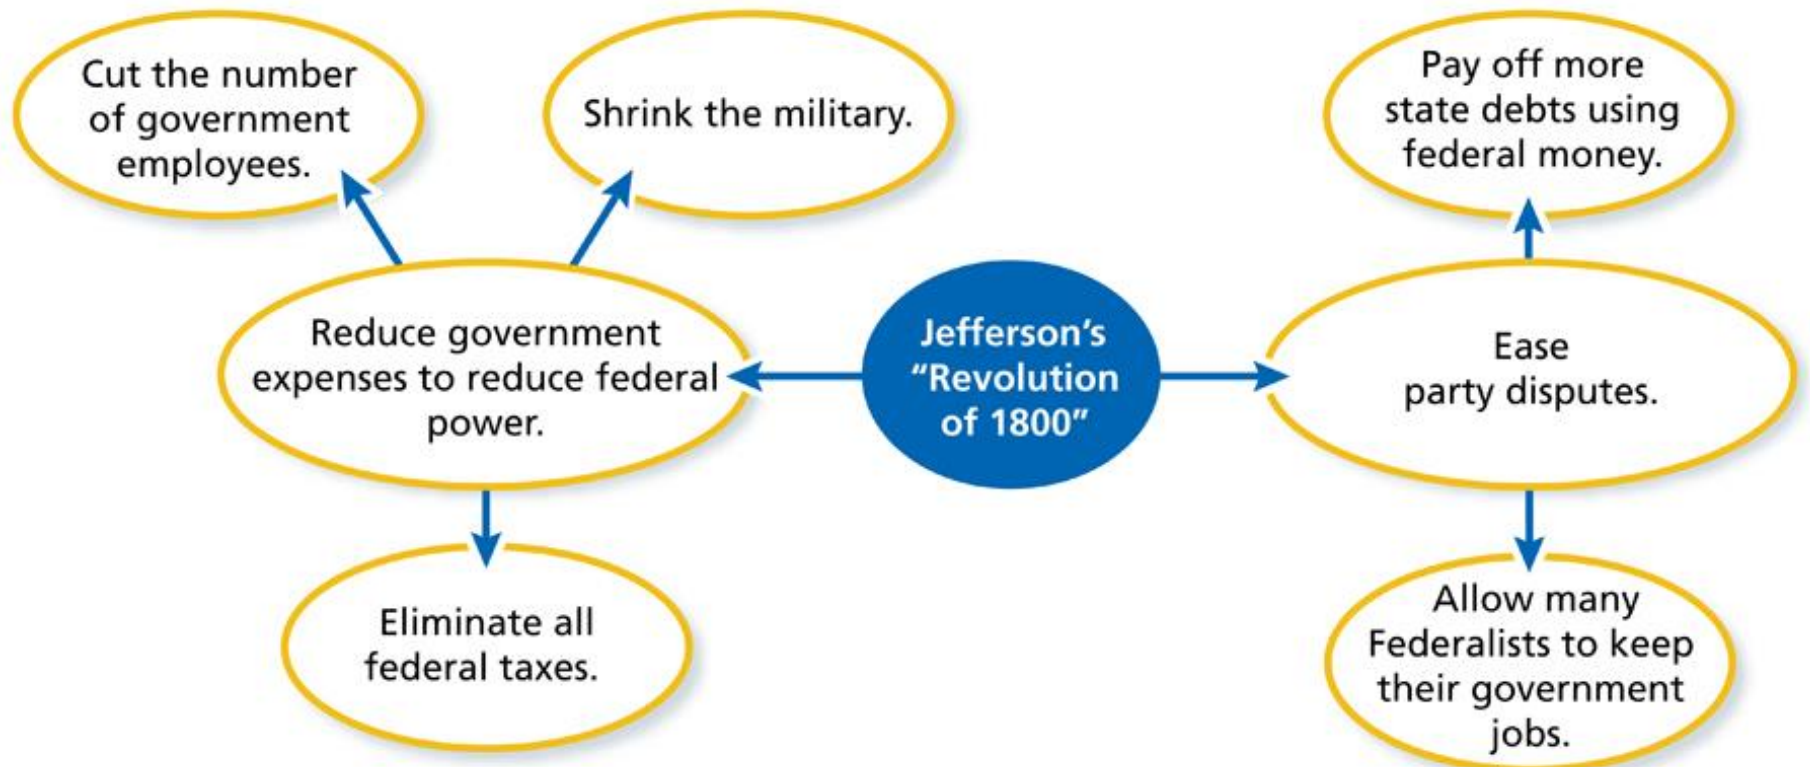 Cut the number
of government
employees.
Shrink the military.
Pay off more
state debts using
federal money.
Reduce government
expenses to reduce federal
power.
Jefferson’s
“Revolution
of 1800”
Ease
party disputes.
Eliminate all
federal taxes.
Allow many
Federalists to keep
their government
jobs.